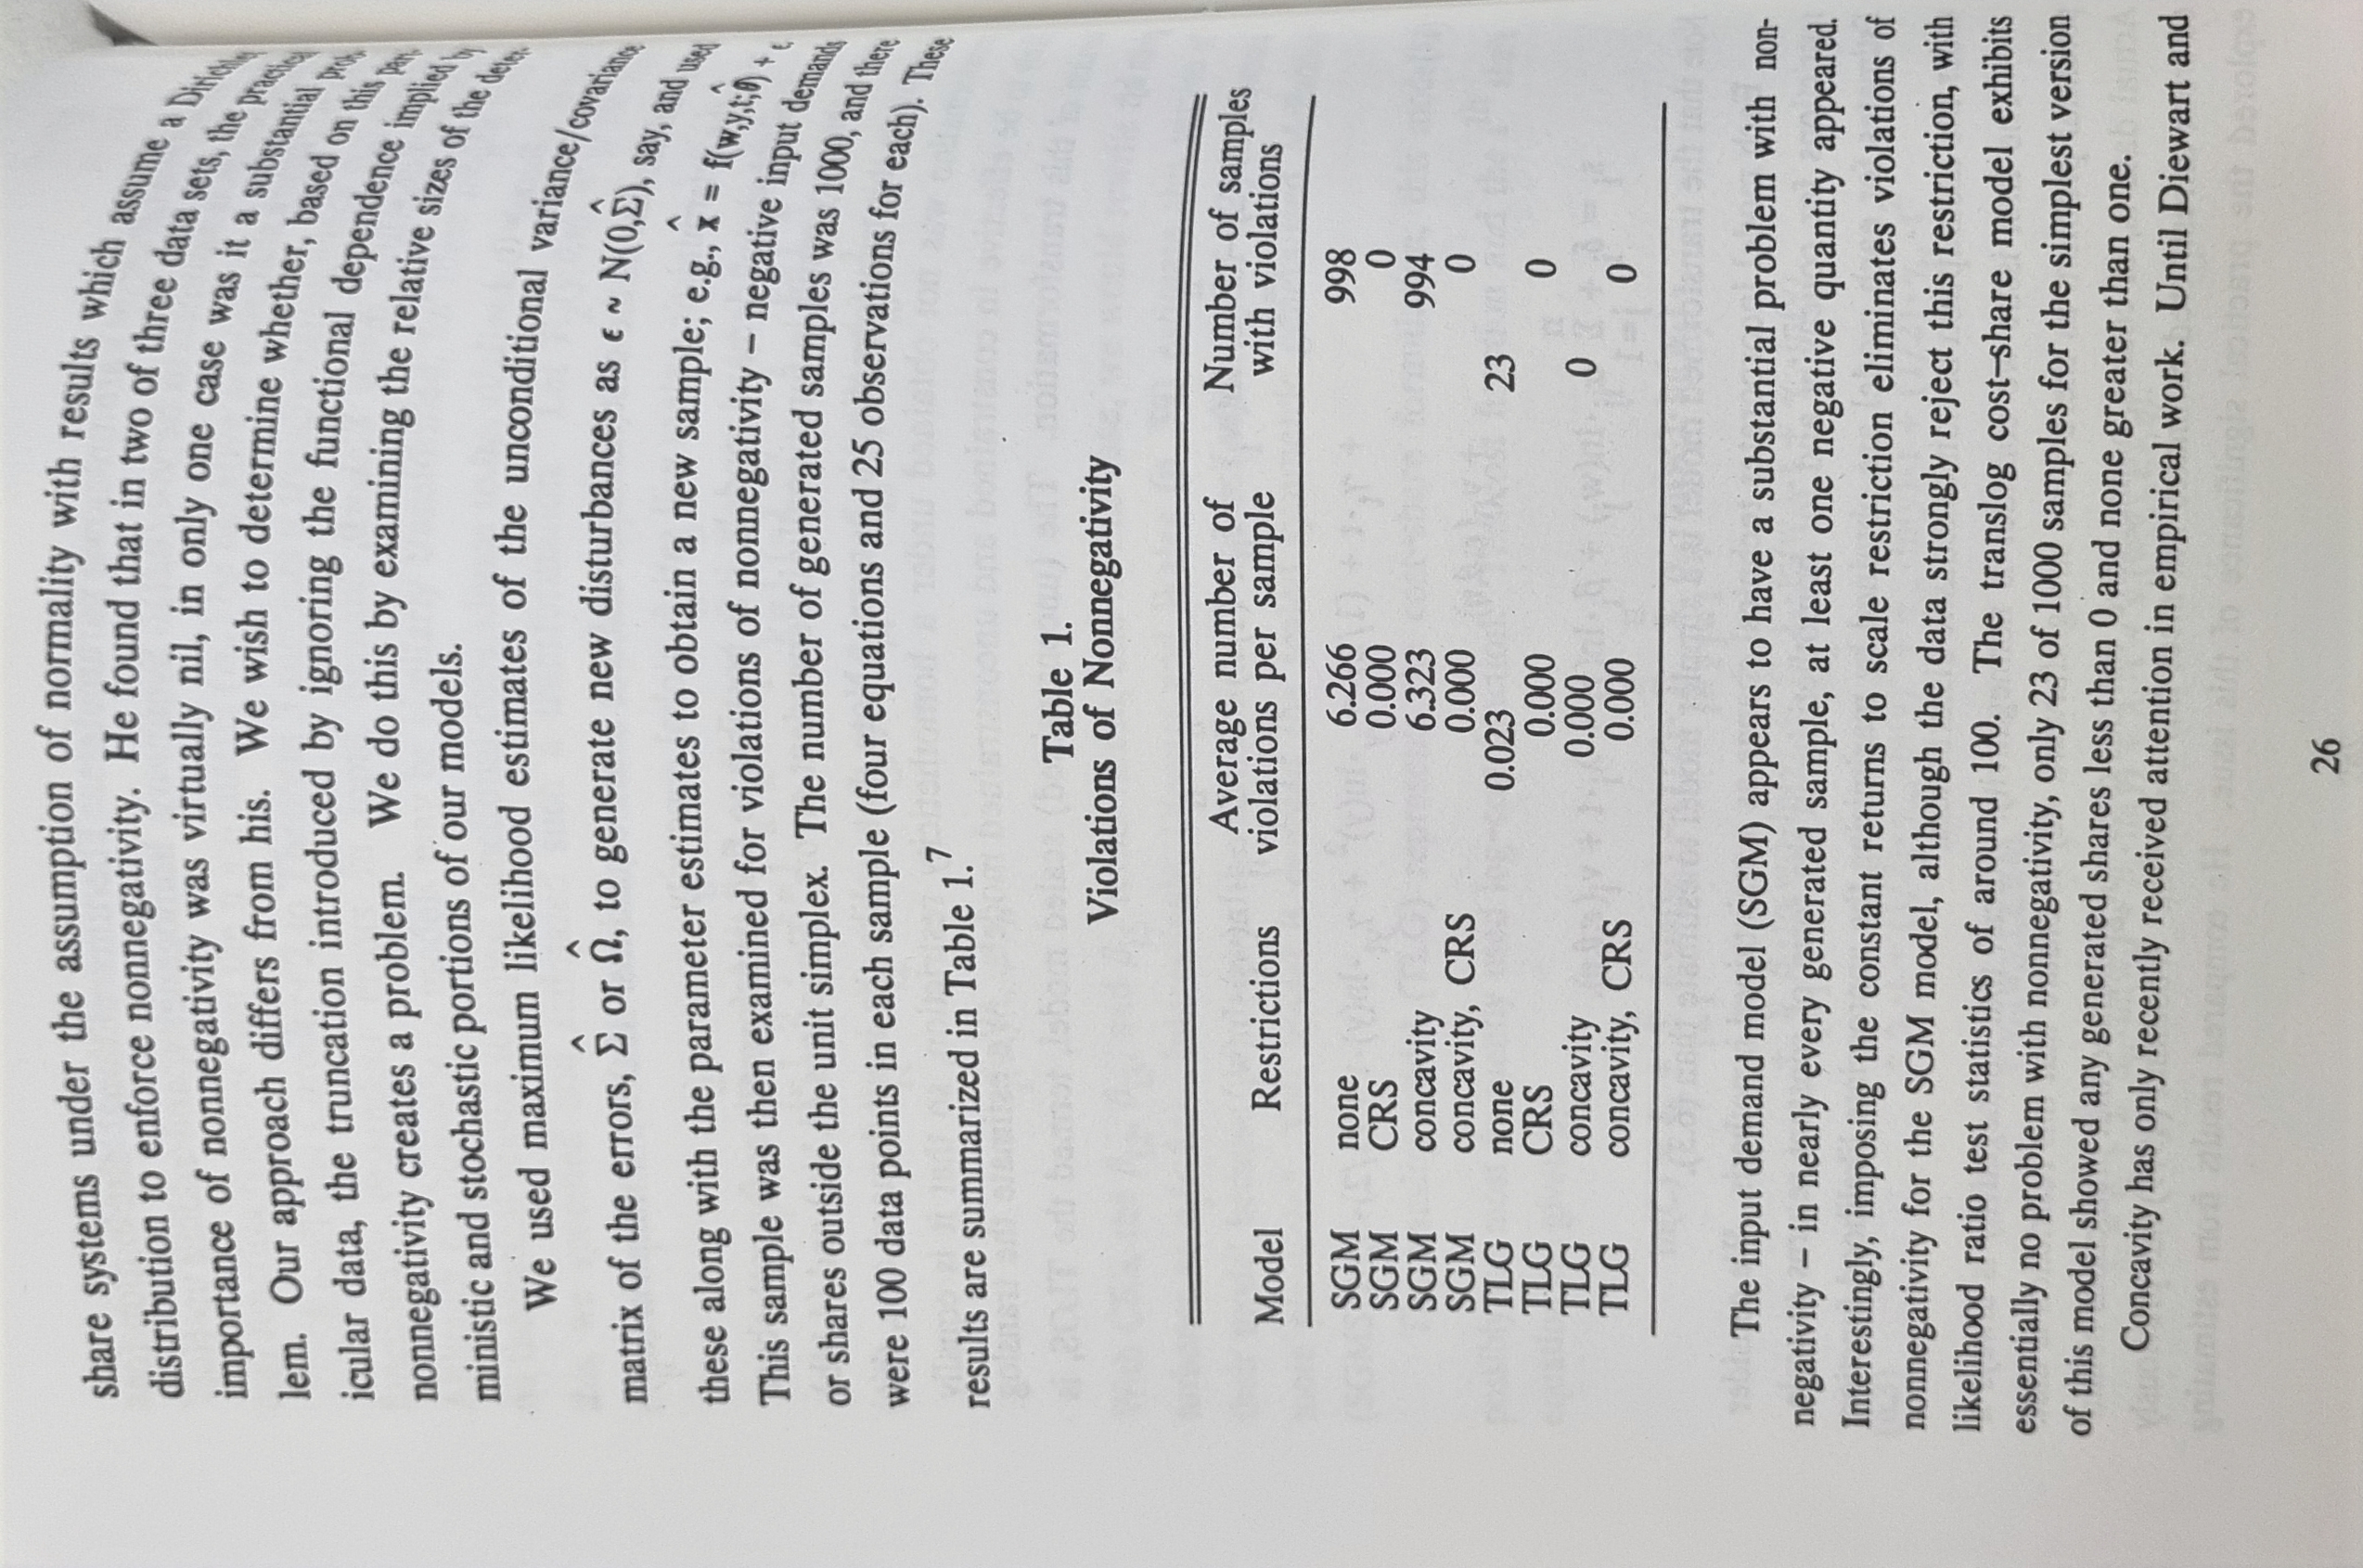 share systems under the assumption of normality with results which assume a Dirichlet
distribution to enforce nonnegativity. He found that in two of three data sets, the practical
importance of nonnegativity was virtually nil, in only one case was it a substantial prob-
lem. Our approach differs from his. We wish to determine whether, based on this part-
icular data, the truncation introduced by ignoring the functional dependence implied by
nonnegativity creates a problem. We do this by examining the relative sizes of the deter-
ministic and stochastic portions of our models.
We used maximum likelihood estimates of the unconditional variance/covariance
matrix of the errors, Σ̂ or Ω̂, to generate new disturbances as ϵ ~ N(0,Σ̂), say, and used
these along with the parameter estimates to obtain a new sample; e.g., x̂ = f(w,y,t;θ̂) + ϵ.
This sample was then examined for violations of nonnegativity – negative input demands
or shares outside the unit simplex. The number of generated samples was 1000, and there
were 100 data points in each sample (four equations and 25 observations for each). These
results are summarized in Table 1.⁷
Table 1.
Violations of Nonnegativity
Average number of Number of samples
Model Restrictions violations per sample with violations
SGM none 6.266 998
SGM CRS 0.000 0
SGM concavity 6.323 994
SGM concavity, CRS 0.000 0
TLG none 0.023 23
TLG CRS 0.000 0
TLG concavity 0.000 0
TLG concavity, CRS 0.000 0
The input demand model (SGM) appears to have a substantial problem with non-
negativity – in nearly every generated sample, at least one negative quantity appeared.
Interestingly, imposing the constant returns to scale restriction eliminates violations of
nonnegativity for the SGM model, although the data strongly reject this restriction, with
likelihood ratio test statistics of around 100. The translog cost–share model exhibits
essentially no problem with nonnegativity, only 23 of 1000 samples for the simplest version
of this model showed any generated shares less than 0 and none greater than one.
Concavity has only recently received attention in empirical work. Until Diewart and
26